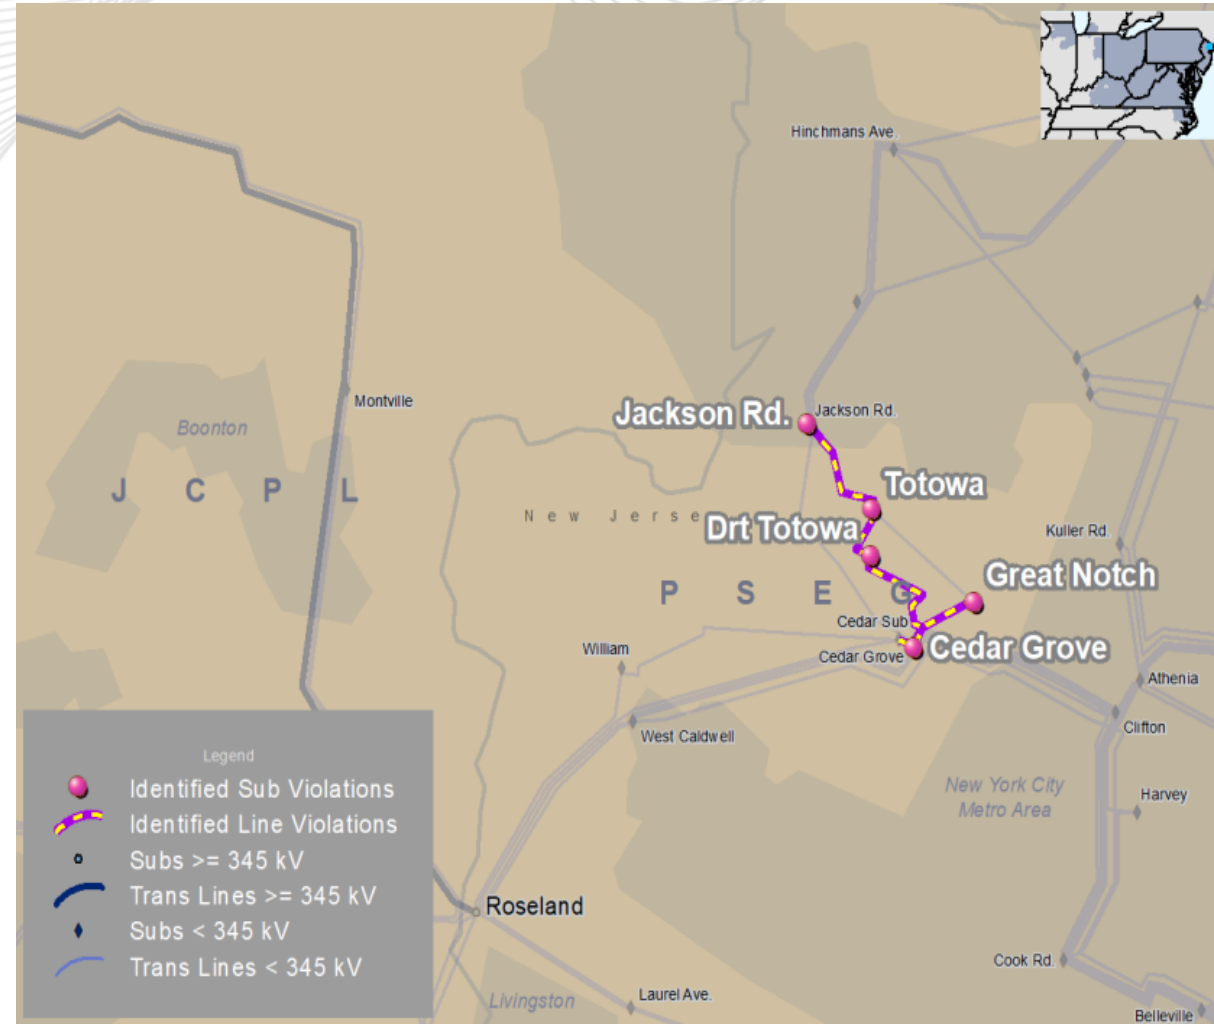 Hinchmans Ave.
Montville
Boonton
J C P L
Jackson Rd.
Jackson Rd.
Totowa
Drt Totowa
New Jerse
Kuller Rd.
Great Notch
P S E G
Cedar Sub
Cedar Grove
Cedar Grove
William
West Caldwell
Athenia
Clifton
New York City
Metro Area
Harvey
Legend
Identified Sub Violations
Identified Line Violations
Subs >= 345 kV
Trans Lines >= 345 kV
Subs < 345 kV
Trans Lines < 345 kV
Roseland
Cook Rd.
Livingston
Laurel Ave.
Belleville